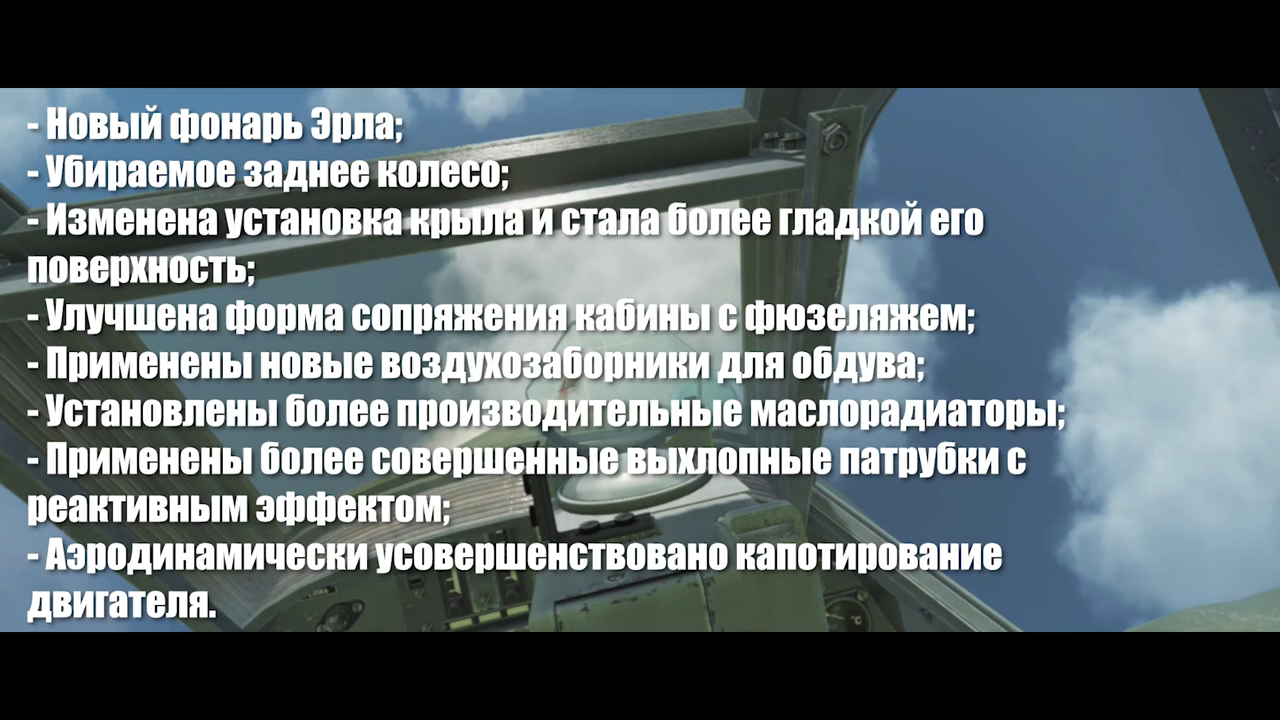 - Новый фонарь Эрла;
- Убираемое заднее колесо;
- Изменена установка крыла и стала более гладкой его
поверхность;
- Улучшена форма сопряжения кабины с фюзеляжем;
- Применены новые воздухозаборники для обдува;
- Установлены более производительные маслорадиаторы;
- Применены более совершенные выхлопные патрубки с
реактивным эффектом;
- Аэродинамически усовершенствовано капотирование
двигателя.